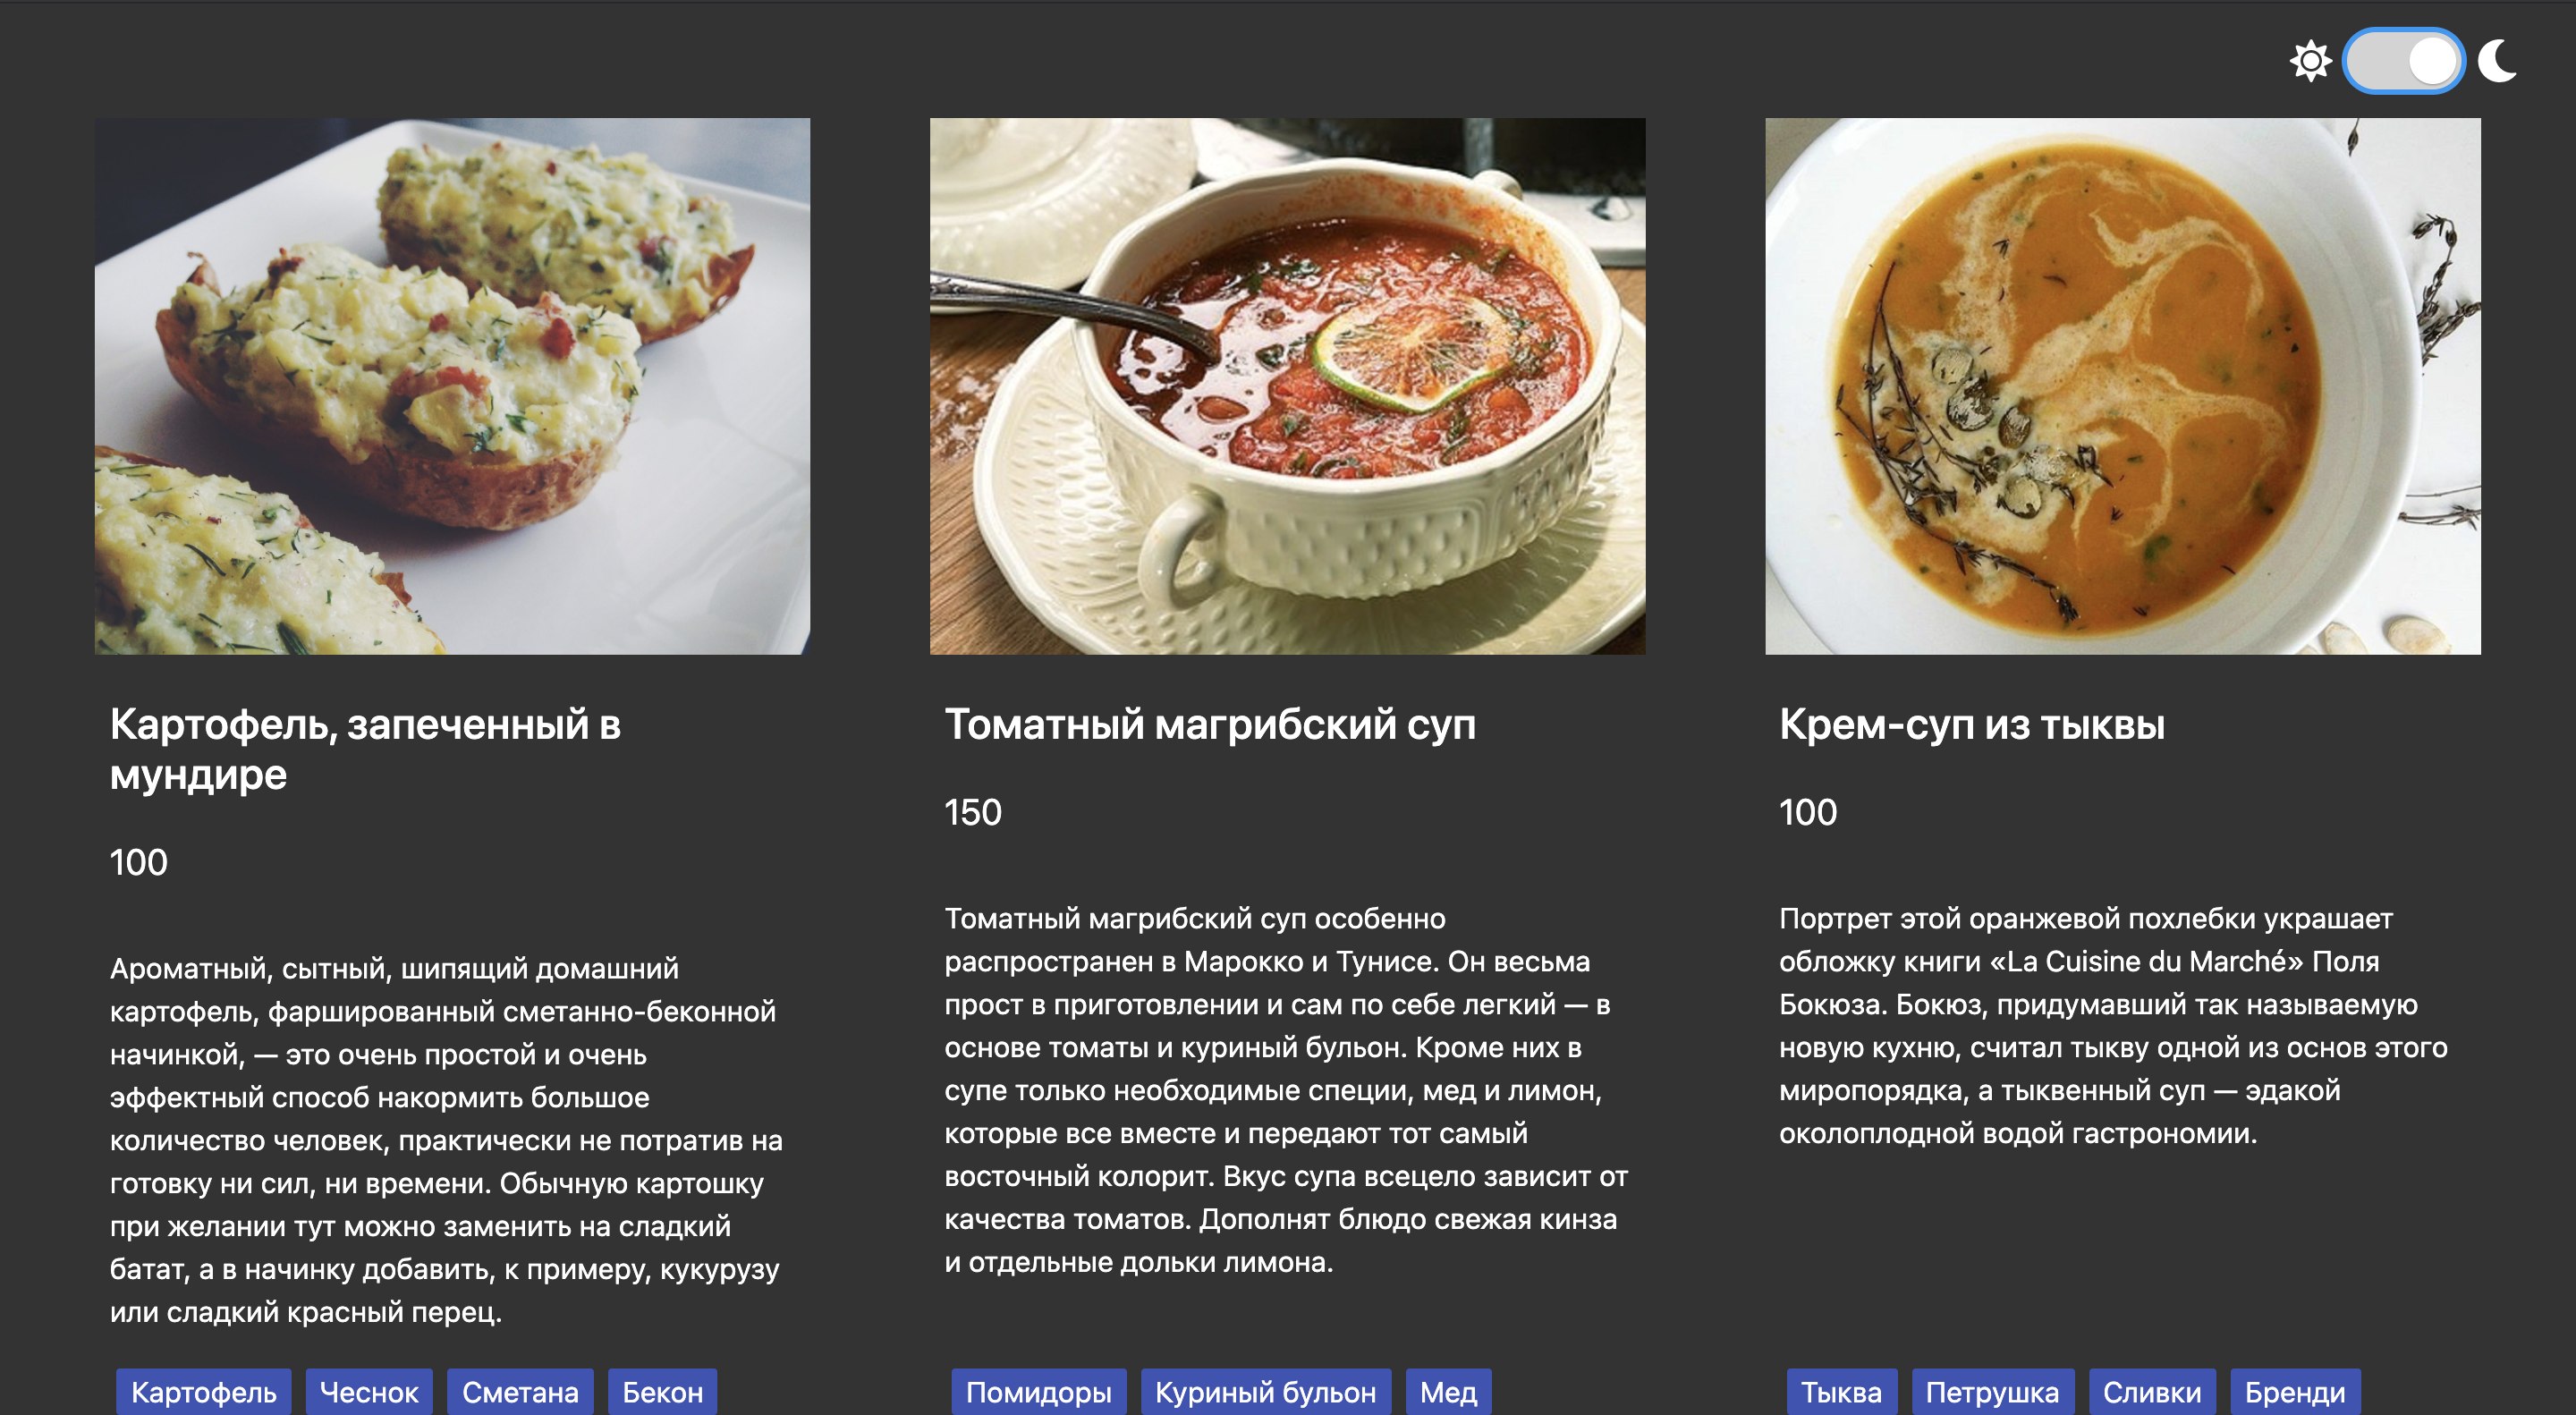 Картофель, запеченный в
мундире
100
Ароматный, сытный, шипящий домашний
картофель, фаршированный сметанно-беконной
начинкой, — это очень простой и очень
эффектный способ накормить большое
количество человек, практически не потратив на
готовку ни сил, ни времени. Обычную картошку
при желании тут можно заменить на сладкий
батат, а в начинку добавить, к примеру, кукурузу
или сладкий красный перец.
Картофель Чеснок Сметана Бекон
Томатный магрибский суп
150
Томатный магрибский суп особенно
распространен в Марокко и Тунисе. Он весьма
прост в приготовлении и сам по себе легкий — в
основе томаты и куриный бульон. Кроме них в
супе только необходимые специи, мед и лимон,
которые все вместе и передают тот самый
восточный колорит. Вкус супа всецело зависит от
качества томатов. Дополнят блюдо свежая кинза
и отдельные дольки лимона.
Помидоры Куриный бульон Мед
Крем-суп из тыквы
100
Портрет этой оранжевой похлебки украшает
обложку книги «La Cuisine du Marché» Поля
Бокюза. Бокюз, придумавший так называемую
новую кухню, считал тыкву одной из основ этого
миропорядка, а тыквенный суп — эдакой
околоплодной водой гастрономии.
Тыква Петрушка Сливки Бренди